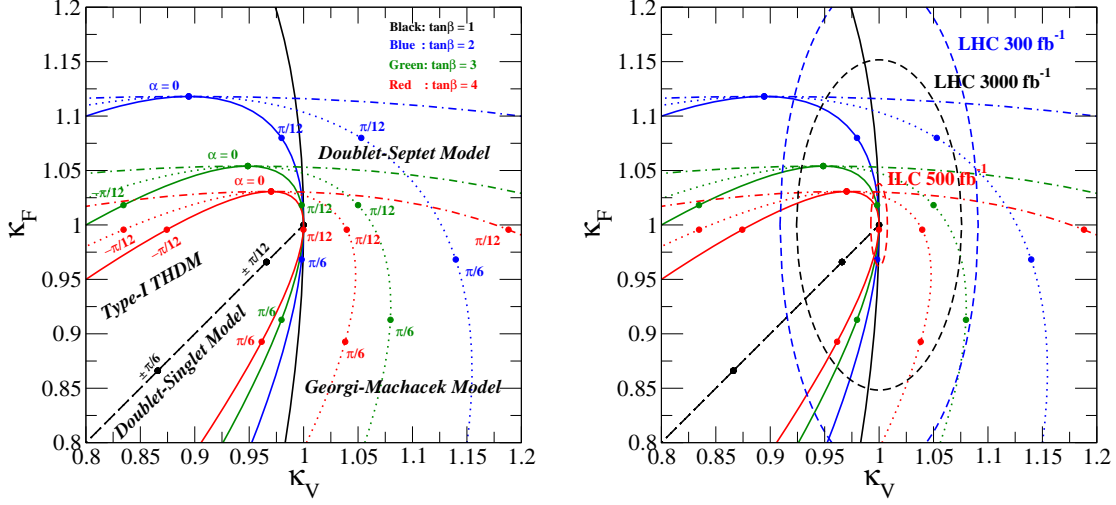 Black: tanβ = 1
Blue : tanβ = 2
Green: tanβ = 3
Red : tanβ = 4
α = 0
π/12
π/12
Doublet-Septet Model
α = 0
−π/12
α = 0
π/12
π/12
−π/12
−π/12
π/12
π/12
π/12
± π/12
π/6
π/6
Type-I THDM
π/6
π/6
π/6
π/6
± π/6
Doublet-Singlet Model
Georgi-Machacek Model
1.2
1.15
1.1
1.05
1
0.95
0.9
0.85
0.8
κF
0.8 0.85 0.9 0.95 1 1.05 1.1 1.15 1.2
κV
LHC 300 fb-1
LHC 3000 fb-1
ILC 500 fb-1
1.2
1.15
1.1
1.05
1
0.95
0.9
0.85
0.8
κF
0.8 0.85 0.9 0.95 1 1.05 1.1 1.15 1.2
κV